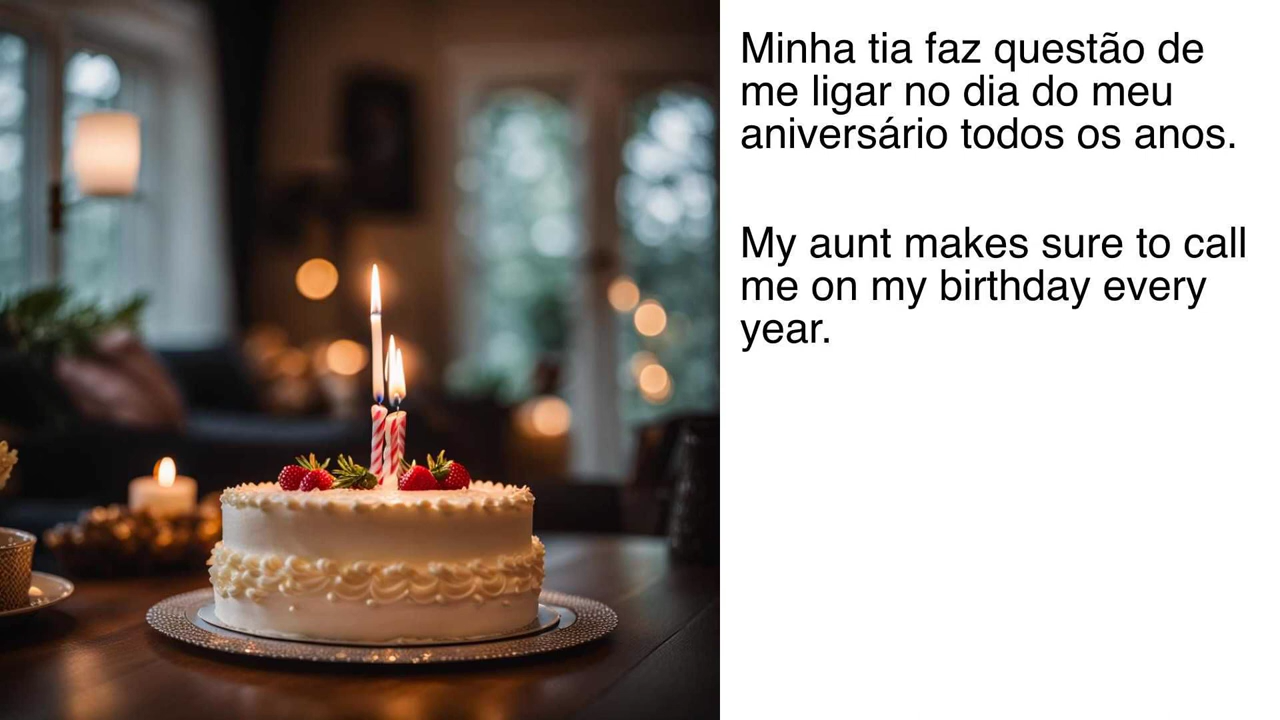 Minha tia faz questão de
me ligar no dia do meu
aniversário todos os anos.
My aunt makes sure to call
me on my birthday every
year.